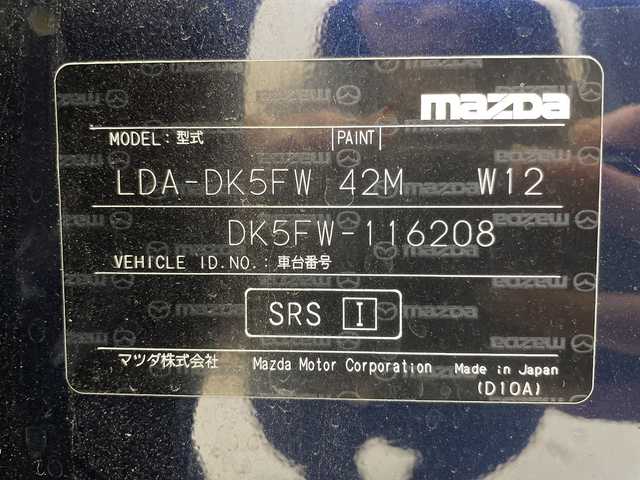 mazda
MODEL: 型式 PAINT
LDA-DK5FW 42M W12
DK5FW-116208
VEHICLE ID.NO.: 車台番号
SRS I
マツダ株式会社 Mazda Motor Corporation Made in Japan
(D10A)